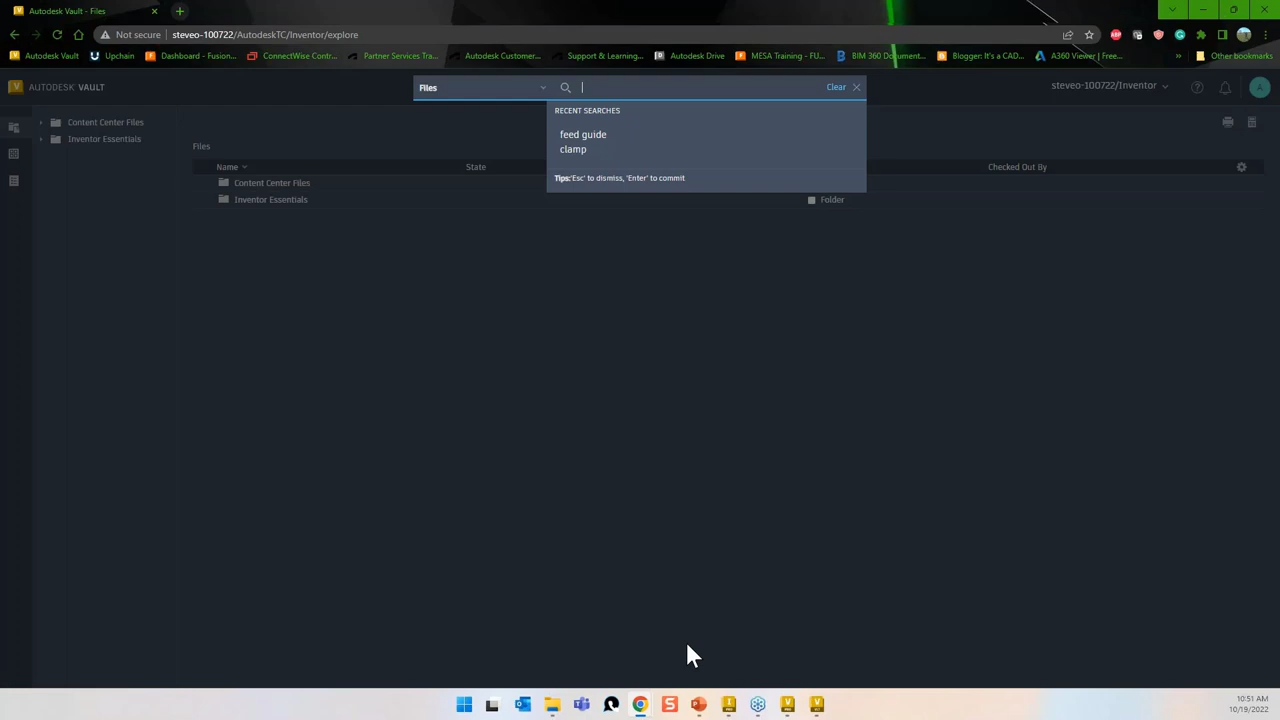 Autodesk Vault - Files
Not secure | steveo-100722/AutodeskTC/Inventor/explore
Autodesk Vault
Upchain
Dashboard - Fusion...
ConnectWise Contr...
Partner Services Tra...
Autodesk Customer...
Support & Learning...
Autodesk Drive
MESA Training - FU...
BIM 360 Document...
Blogger: It's a CAD...
A360 Viewer | Free...
Other bookmarks
AUTODESK VAULT
Files
Clear
steveo-100722/Inventor
A
RECENT SEARCHES
feed guide
clamp
Tips:'Esc' to dismiss, 'Enter' to commit
Content Center Files
Inventor Essentials
Files
Name
State
Checked Out By
Content Center Files
Inventor Essentials
Folder
10:51 AM
10/19/2022